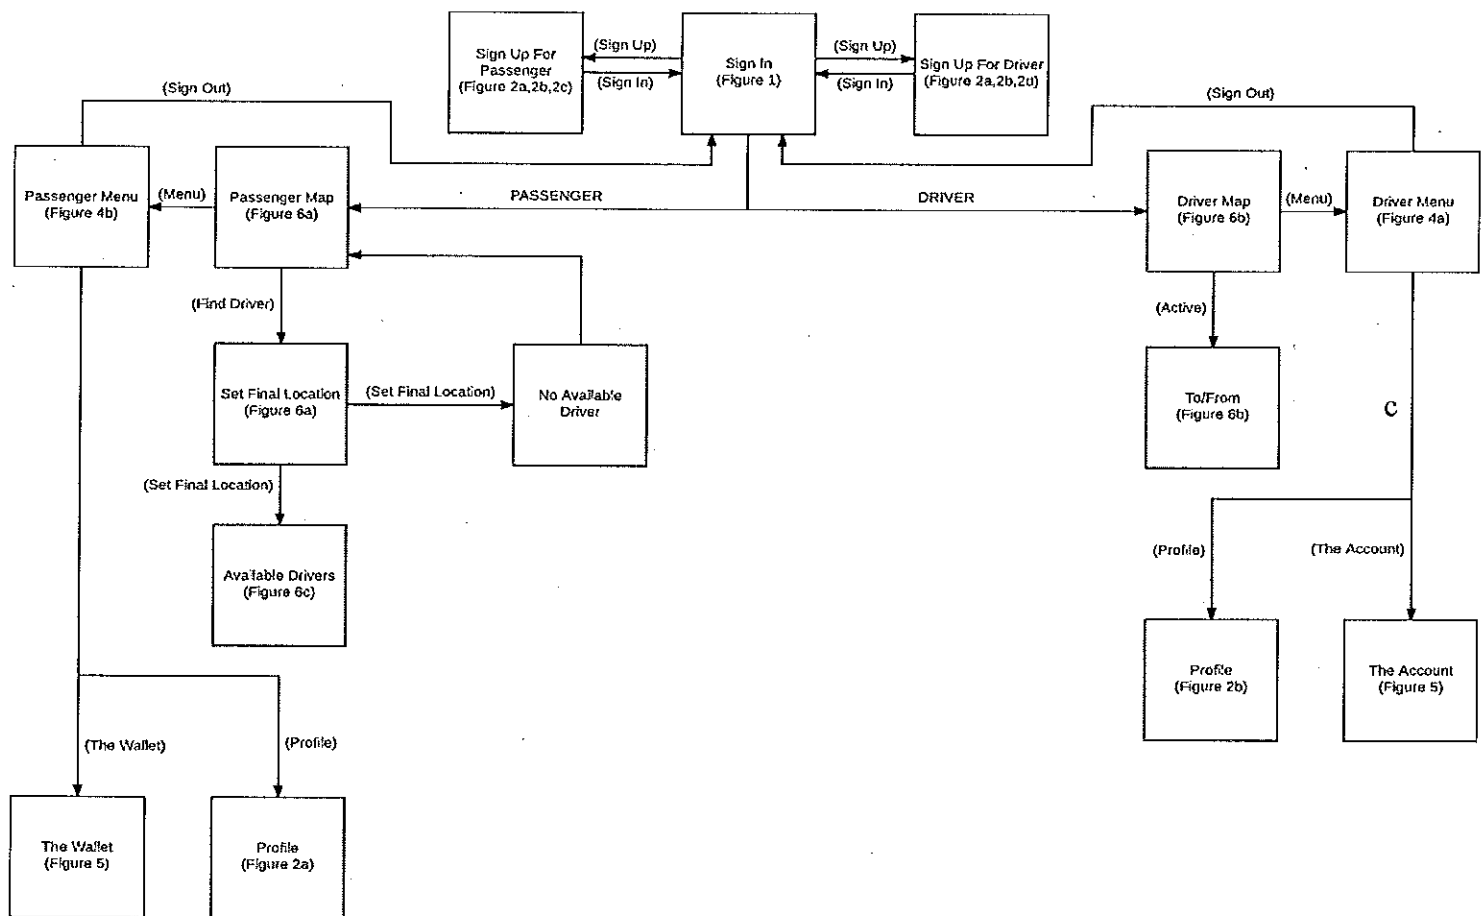 Sign Up For
Passenger
(Figure 2a,2b,2c)
(Sign Up)
(Sign In)
Sign In
(Figure 1)
(Sign Up)
(Sign In)
Sign Up For Driver
(Figure 2a,2b,2d)
(Sign Out)
(Sign Out)
Passenger Menu
(Figure 4b)
(Menu)
Passenger Map
(Figure 6a)
PASSENGER
DRIVER
Driver Map
(Figure 6b)
(Menu)
Driver Menu
(Figure 4a)
(Find Driver)
(Active)
Set Final Location
(Figure 6a)
(Set Final Location)
No Available
Driver
To/From
(Figure 6b)
c
(Set Final Location)
Available Drivers
(Figure 6c)
(Profile)
(The Account)
Profile
(Figure 2b)
The Account
(Figure 5)
(The Wallet)
(Profile)
The Wallet
(Figure 5)
Profile
(Figure 2a)